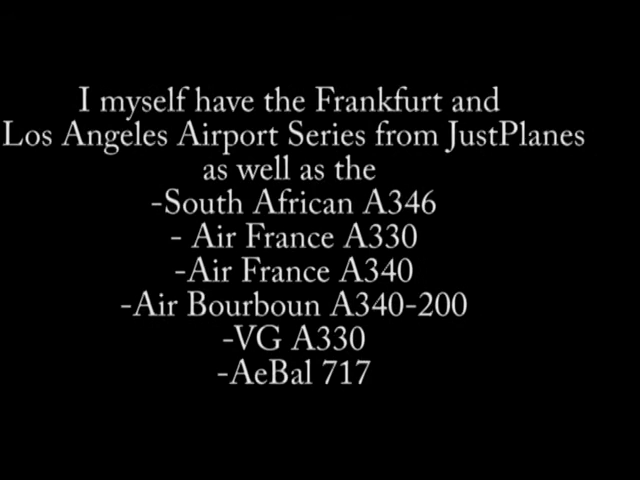 I myself have the Frankfurt and
Los Angeles Airport Series from JustPlanes
as well as the
-South African A346
- Air France A330
-Air France A340
-Air Bourboun A340-200
-VG A330
-AeBal 717